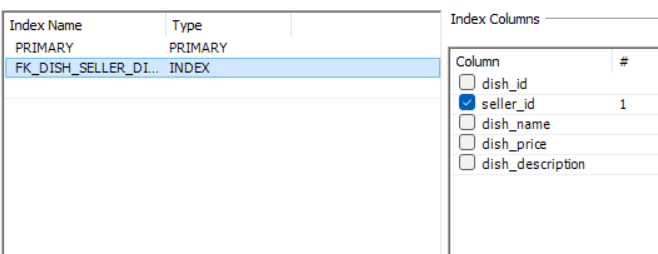 Index Name Type
PRIMARY PRIMARY
FK_DISH_SELLER_DI... INDEX
Index Columns
Column #
dish_id
seller_id 1
dish_name
dish_price
dish_description